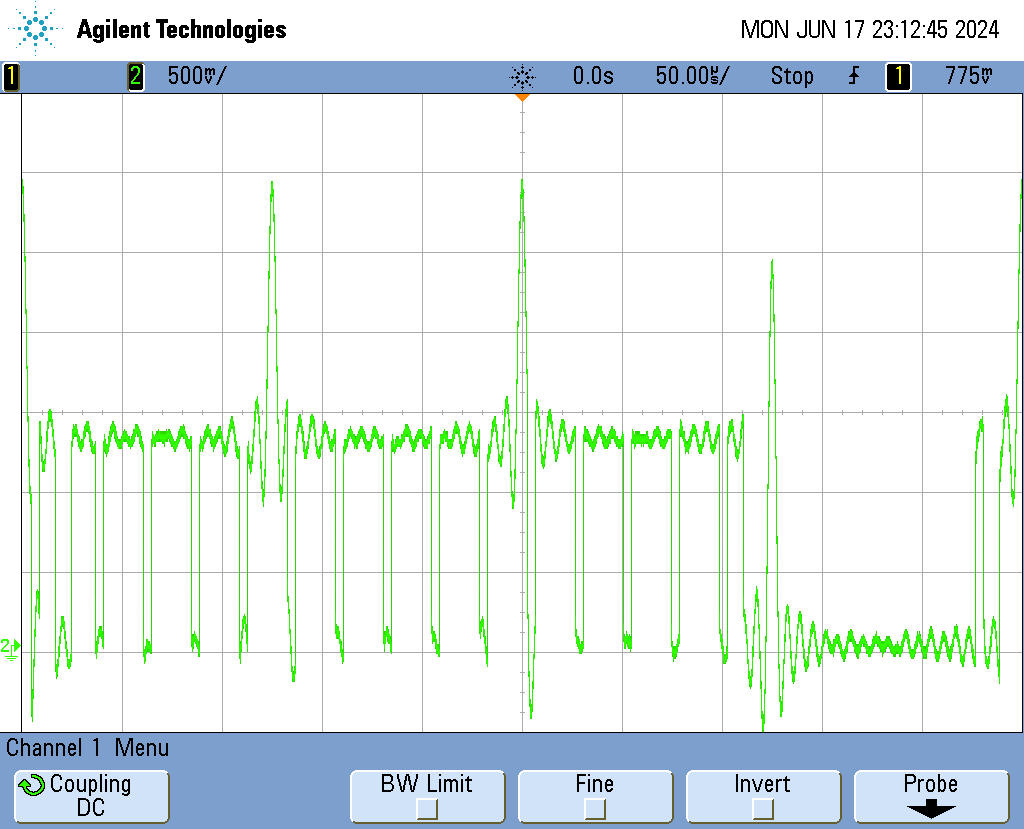 Agilent Technologies MON JUN 17 23:12:45 2024
1 2 500mV/ 0.0s 50.00µs/ Stop 1 775mV
2
Channel 1 Menu
Coupling BW Limit Fine Invert Probe
DC